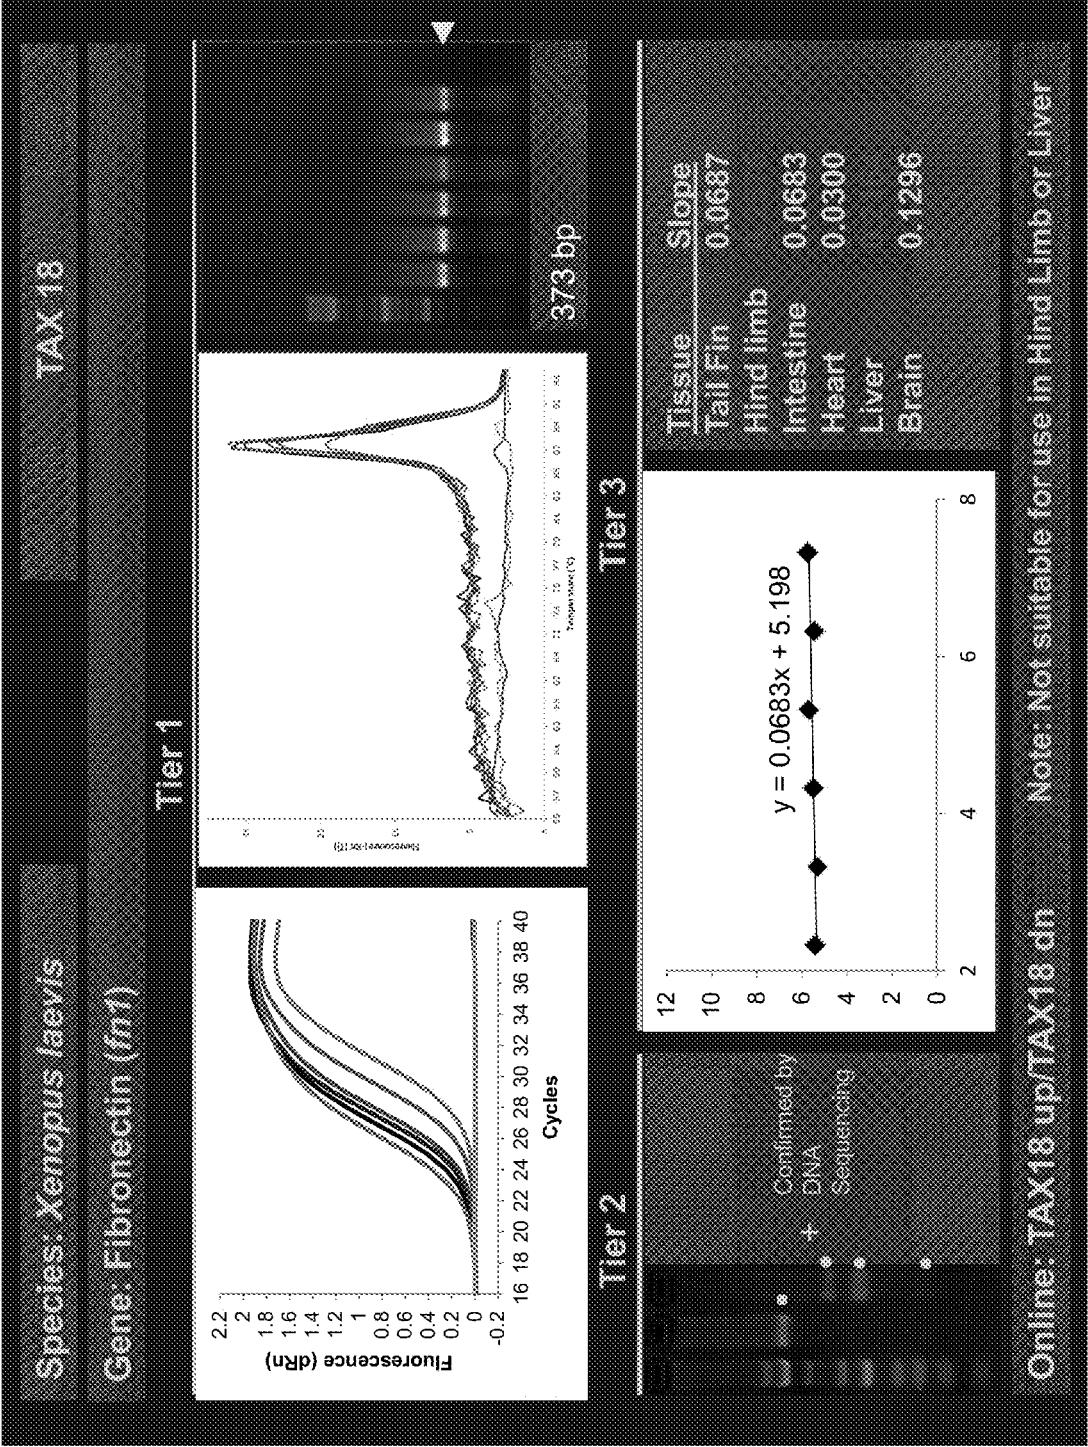 Species: Xenopus laevis
TAX 18
Gene: Fibronectin (fn1)
Tier 1
Fluorescence (dRn)
2.2
2
1.8
1.6
1.4
1.2
1
0.8
0.6
0.4
0.2
0
-0.2
16 18 20 22 24 26 28 30 32 34 36 38 40
Cycles
Temperature (°C)
373 bp
Tier 2
Confirmed by
DNA
Sequencing
+
Tier 3
12
10
8
6
4
2
0
2 4 6 8
y = 0.0683x + 5.198
Tissue Slope
Tail Fin 0.0687
Hind limb
Intestine 0.0683
Heart 0.0300
Liver
Brain 0.1296
Online: TAX18 up/TAX18 dn Note: Not suitable for use in Hind Limb or Liver